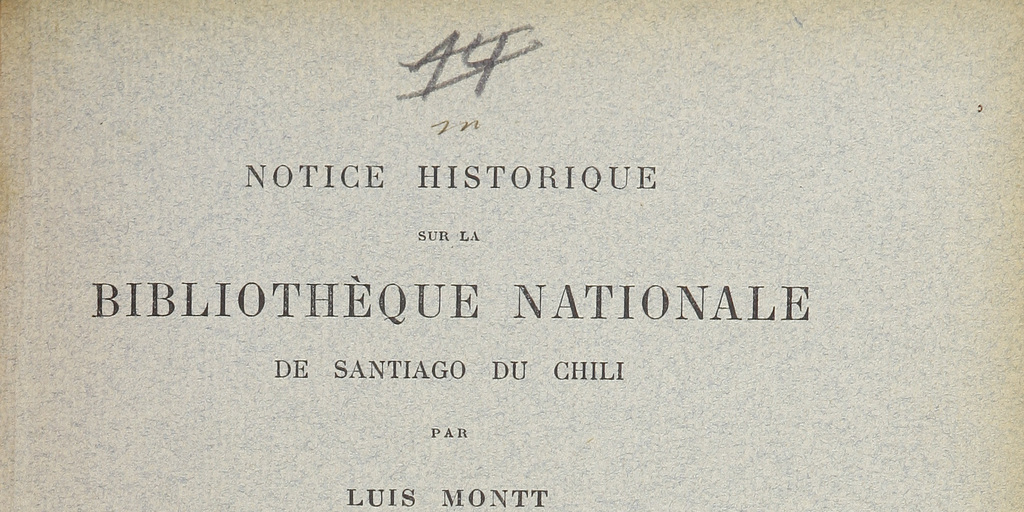 14
m
NOTICE HISTORIQUE
SUR LA
BIBLIOTHÈQUE NATIONALE
DE SANTIAGO DU CHILI
PAR
LUIS MONTT